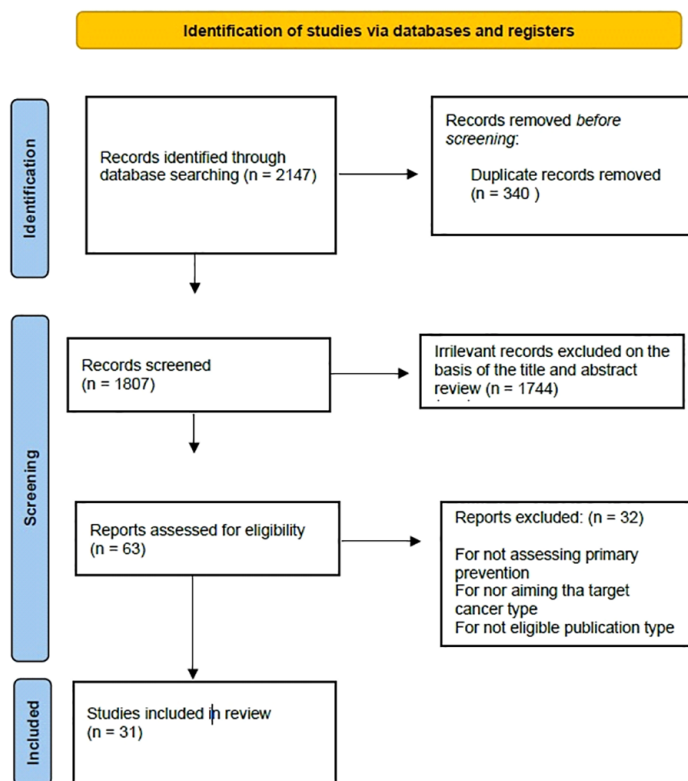 Identification of studies via databases and registers
Identification
Records identified through
database searching (n = 2147)
Records removed before
screening:
Duplicate records removed
(n = 340 )
Screening
Records screened
(n = 1807)
Irrilevant records excluded on the
basis of the title and abstract
review (n = 1744)
Reports assessed for eligibility
(n = 63)
Reports excluded: (n = 32)
For not assessing primary
prevention
For nor aiming tha target
cancer type
For not eligible publication type
Included
Studies included in review
(n = 31)